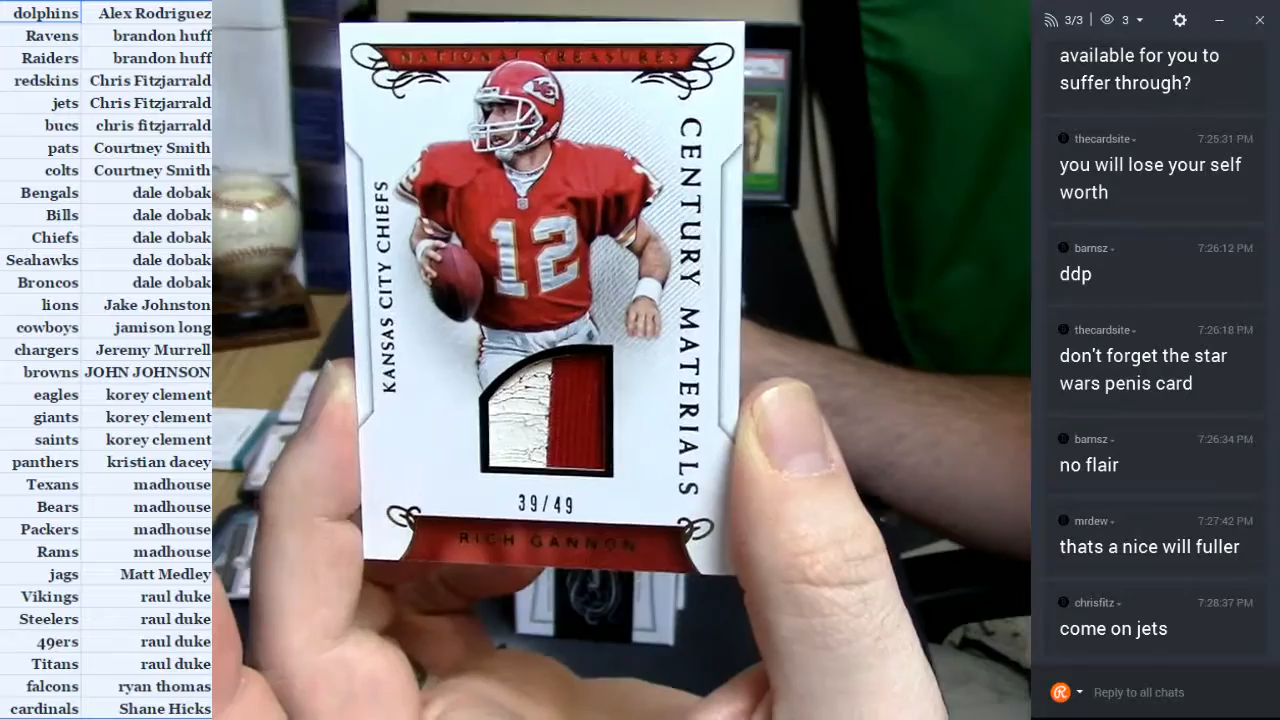 dolphins Alex Rodriguez
Ravens brandon huff
Raiders brandon huff
redskins Chris Fitzjarrald
jets Chris Fitzjarrald
bucs chris fitzjarrald
pats Courtney Smith
colts Courtney Smith
Bengals dale dobak
Bills dale dobak
Chiefs dale dobak
Seahawks dale dobak
Broncos dale dobak
lions Jake Johnston
cowboys jamison long
chargers Jeremy Murrell
browns JOHN JOHNSON
eagles korey clement
giants korey clement
saints korey clement
panthers kristian dacey
Texans madhouse
Bears madhouse
Packers madhouse
Rams madhouse
jags Matt Medley
Vikings raul duke
Steelers raul duke
49ers raul duke
Titans raul duke
falcons ryan thomas
cardinals Shane Hicks
NATIONAL TREASURES
KANSAS CITY CHIEFS
CENTURY MATERIALS
12
KC
39/49
RICH GANNON
3/3 3
available for you to
suffer through?
thecardsite 7:25:31 PM
you will lose your self
worth
barnsz 7:26:12 PM
ddp
thecardsite 7:26:18 PM
don't forget the star
wars penis card
barnsz 7:26:34 PM
no flair
mrdew 7:27:42 PM
thats a nice will fuller
chrisfitz 7:28:37 PM
come on jets
Reply to all chats